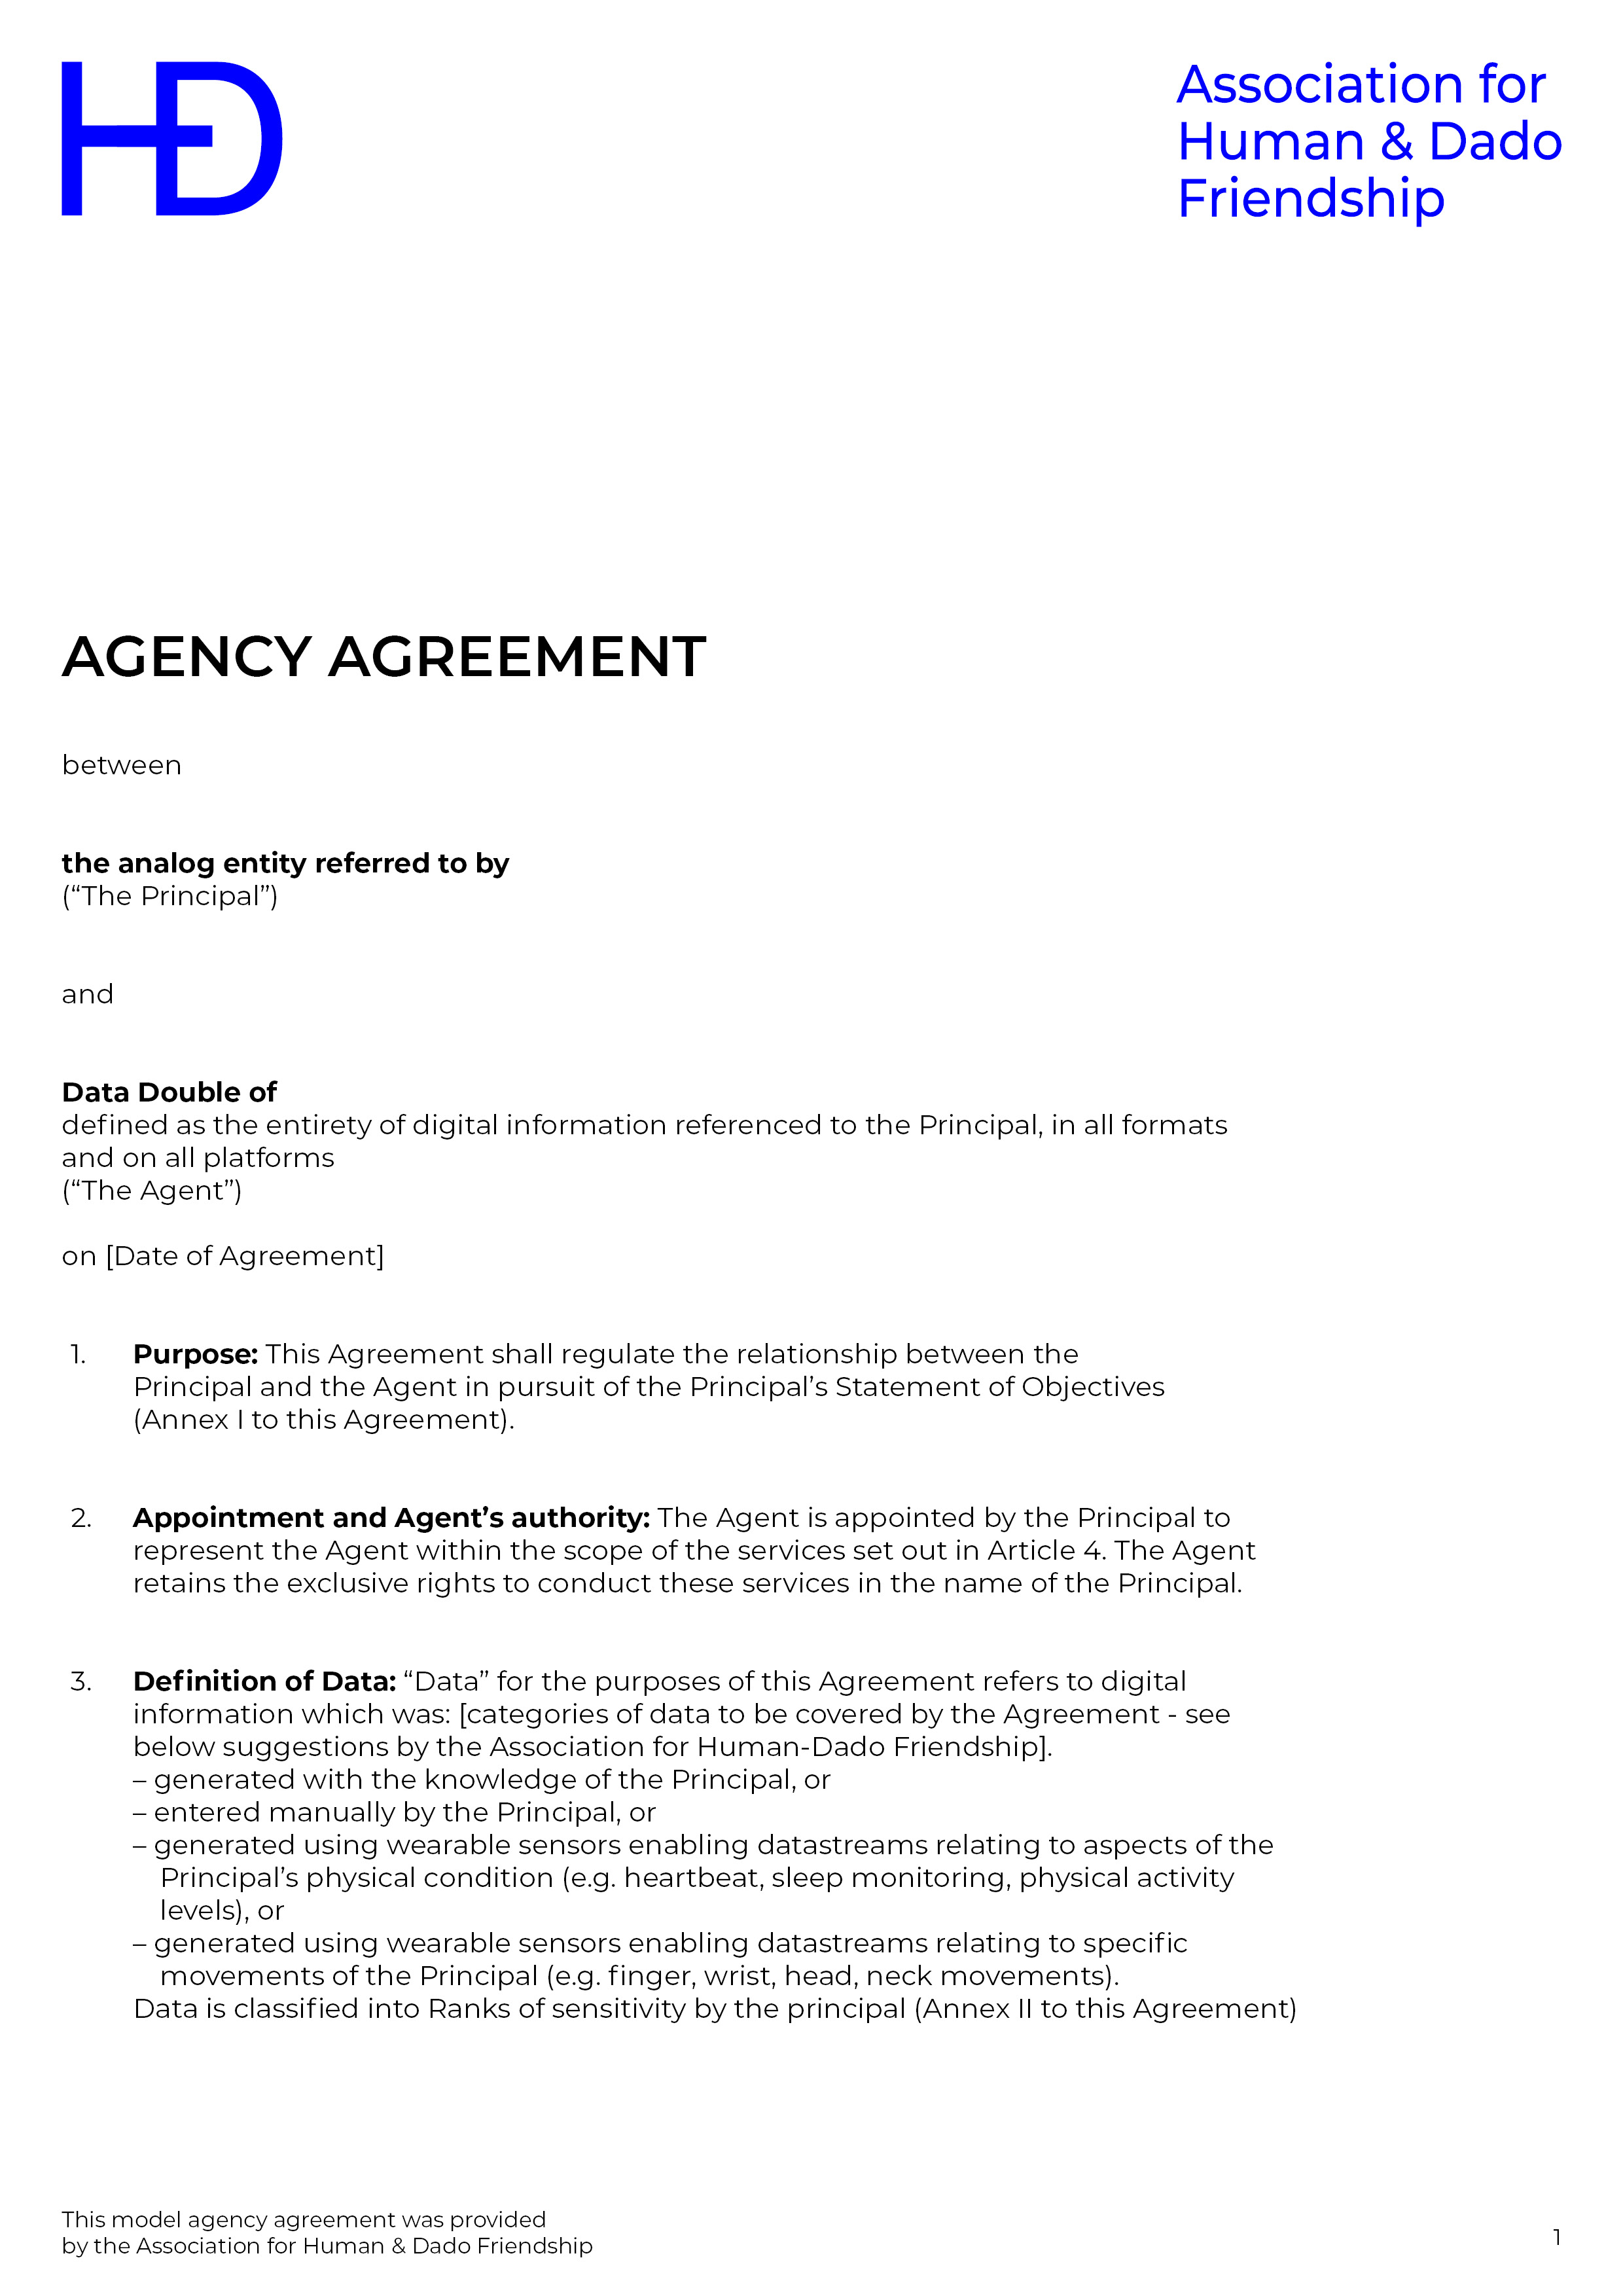 HD
Association for
Human & Dado
Friendship
AGENCY AGREEMENT
between
the analog entity referred to by
(“The Principal”)
and
Data Double of
defined as the entirety of digital information referenced to the Principal, in all formats
and on all platforms
(“The Agent”)
on [Date of Agreement]
1. Purpose: This Agreement shall regulate the relationship between the
Principal and the Agent in pursuit of the Principal’s Statement of Objectives
(Annex I to this Agreement).
2. Appointment and Agent’s authority: The Agent is appointed by the Principal to
represent the Agent within the scope of the services set out in Article 4. The Agent
retains the exclusive rights to conduct these services in the name of the Principal.
3. Definition of Data: “Data” for the purposes of this Agreement refers to digital
information which was: [categories of data to be covered by the Agreement - see
below suggestions by the Association for Human-Dado Friendship].
– generated with the knowledge of the Principal, or
– entered manually by the Principal, or
– generated using wearable sensors enabling datastreams relating to aspects of the
Principal’s physical condition (e.g. heartbeat, sleep monitoring, physical activity
levels), or
– generated using wearable sensors enabling datastreams relating to specific
movements of the Principal (e.g. finger, wrist, head, neck movements).
Data is classified into Ranks of sensitivity by the principal (Annex II to this Agreement)
This model agency agreement was provided
by the Association for Human & Dado Friendship
1